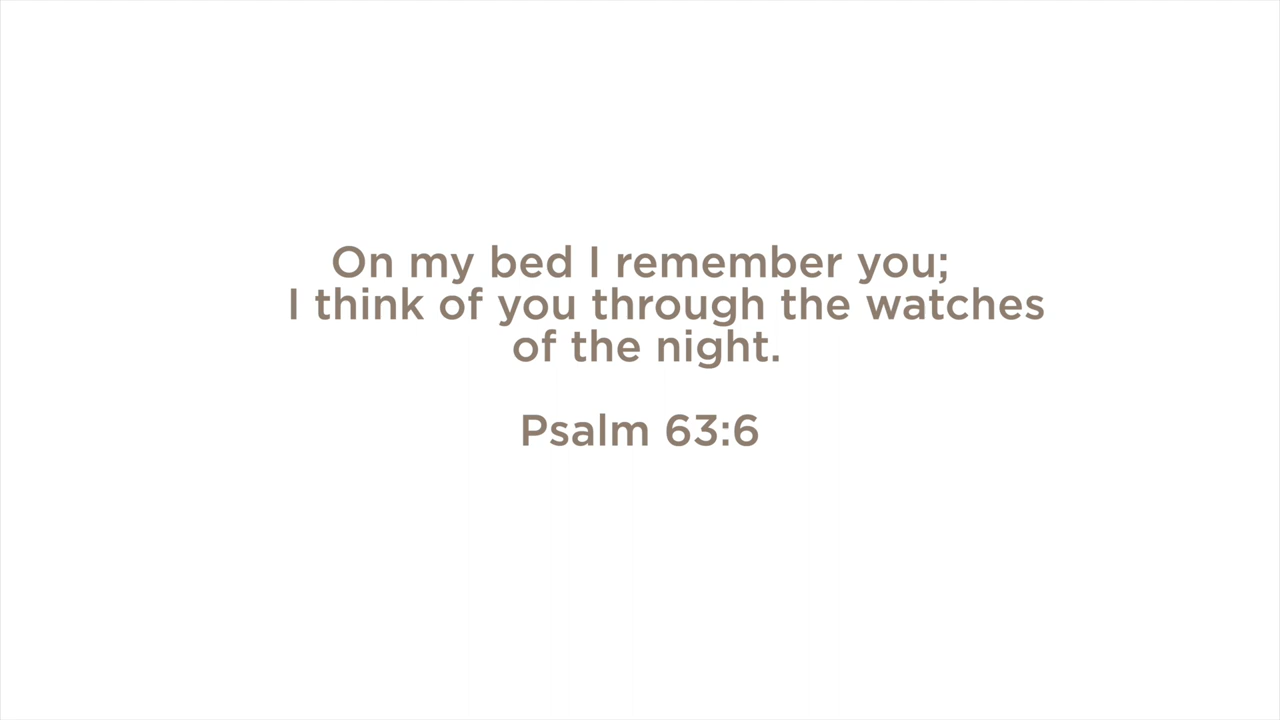 On my bed I remember you;
I think of you through the watches
of the night.
Psalm 63:6